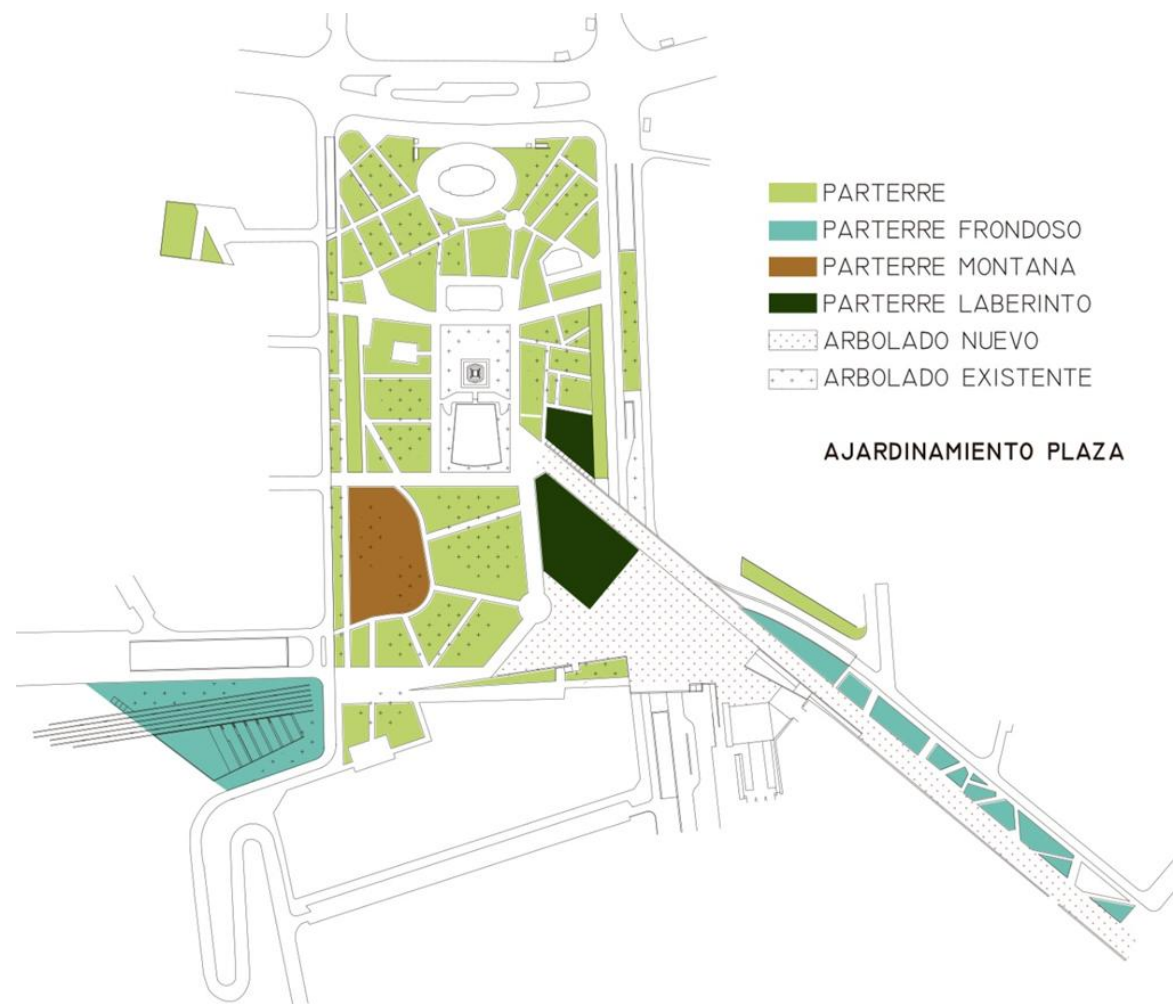 PARTERRE
PARTERRE FRONDOSO
PARTERRE MONTANA
PARTERRE LABERINTO
ARBOLADO NUEVO
ARBOLADO EXISTENTE
AJARDINAMIENTO PLAZA